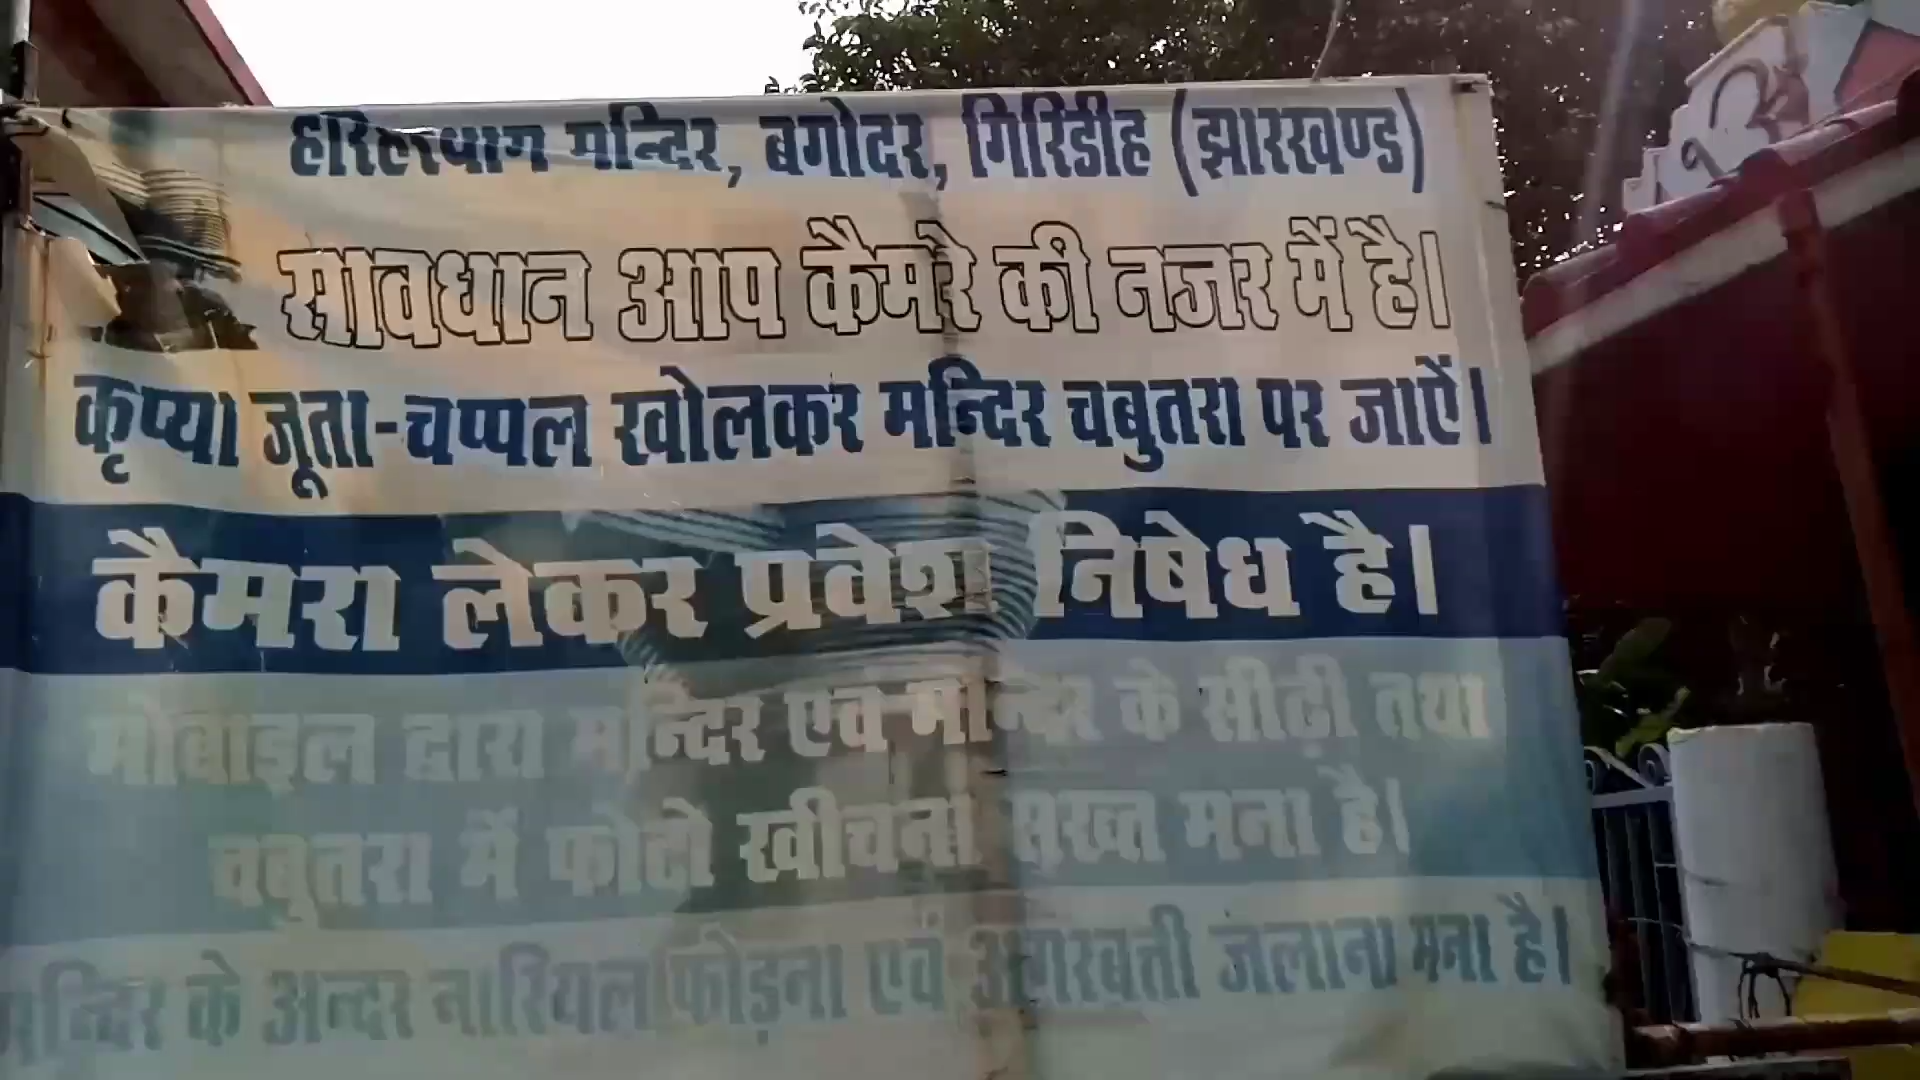 हरिहरधाम मन्दिर, बगोदर, गिरिडीह (झारखण्ड)
सावधान आप कैमरे की नजर में है।
कृप्या जूता-चप्पल खोलकर मन्दिर चबुतरा पर जाऐं।
कैमरा लेकर प्रवेश निषेध है।
मोबाइल द्वारा मन्दिर एवं मन्दिर के सीढ़ी तथा
चबुतरा में फोटो खींचना सख्त मना है।
मन्दिर के अन्दर नारियल फोड़ना एवं अगरबत्ती जलाना मना है।